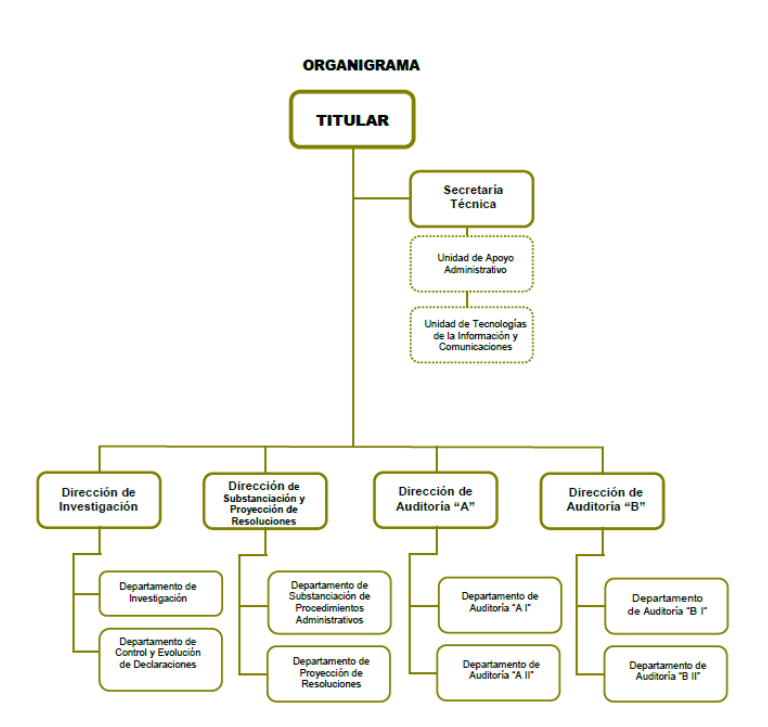 ORGANIGRAMA
TITULAR
Secretaría
Técnica
Unidad de Apoyo
Administrativo
Unidad de Tecnologías
de la Información y
Comunicaciones
Dirección de
Investigación
Dirección de
Substanciación y
Proyección de
Resoluciones
Dirección de
Auditoría “A”
Dirección de
Auditoría “B”
Departamento de
Investigación
Departamento de
Control y Evolución
de Declaraciones
Departamento de
Substanciación de
Procedimientos
Administrativos
Departamento de
Proyección de
Resoluciones
Departamento de
Auditoría “A I”
Departamento de
Auditoría “A II”
Departamento
de Auditoría “B I”
Departamento de
Auditoría “B II”